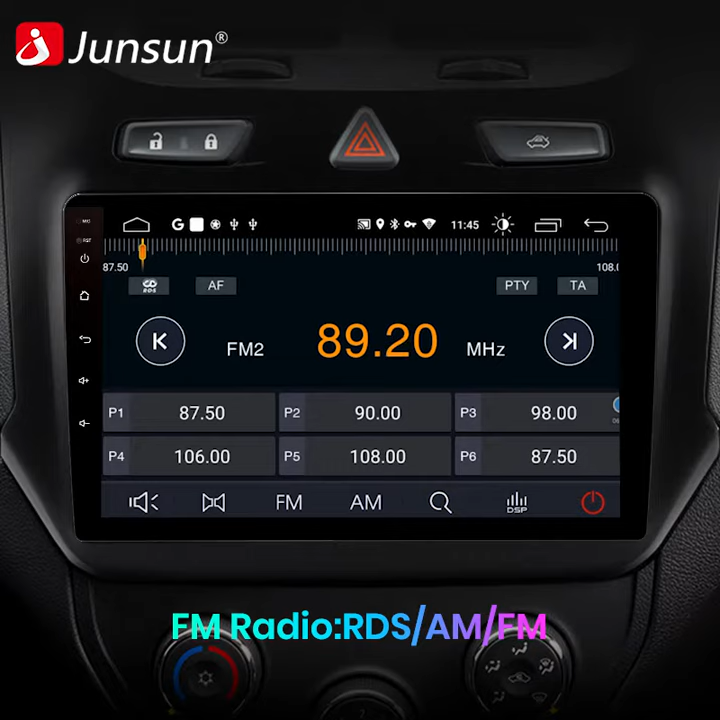 Junsun®
MIC
RST
G 11:45
87.50 108.0
RDS AF PTY TA
FM2 89.20 MHz
P1 87.50 P2 90.00 P3 98.00
P4 106.00 P5 108.00 P6 87.50
FM AM DSP
FM Radio:RDS/AM/FM